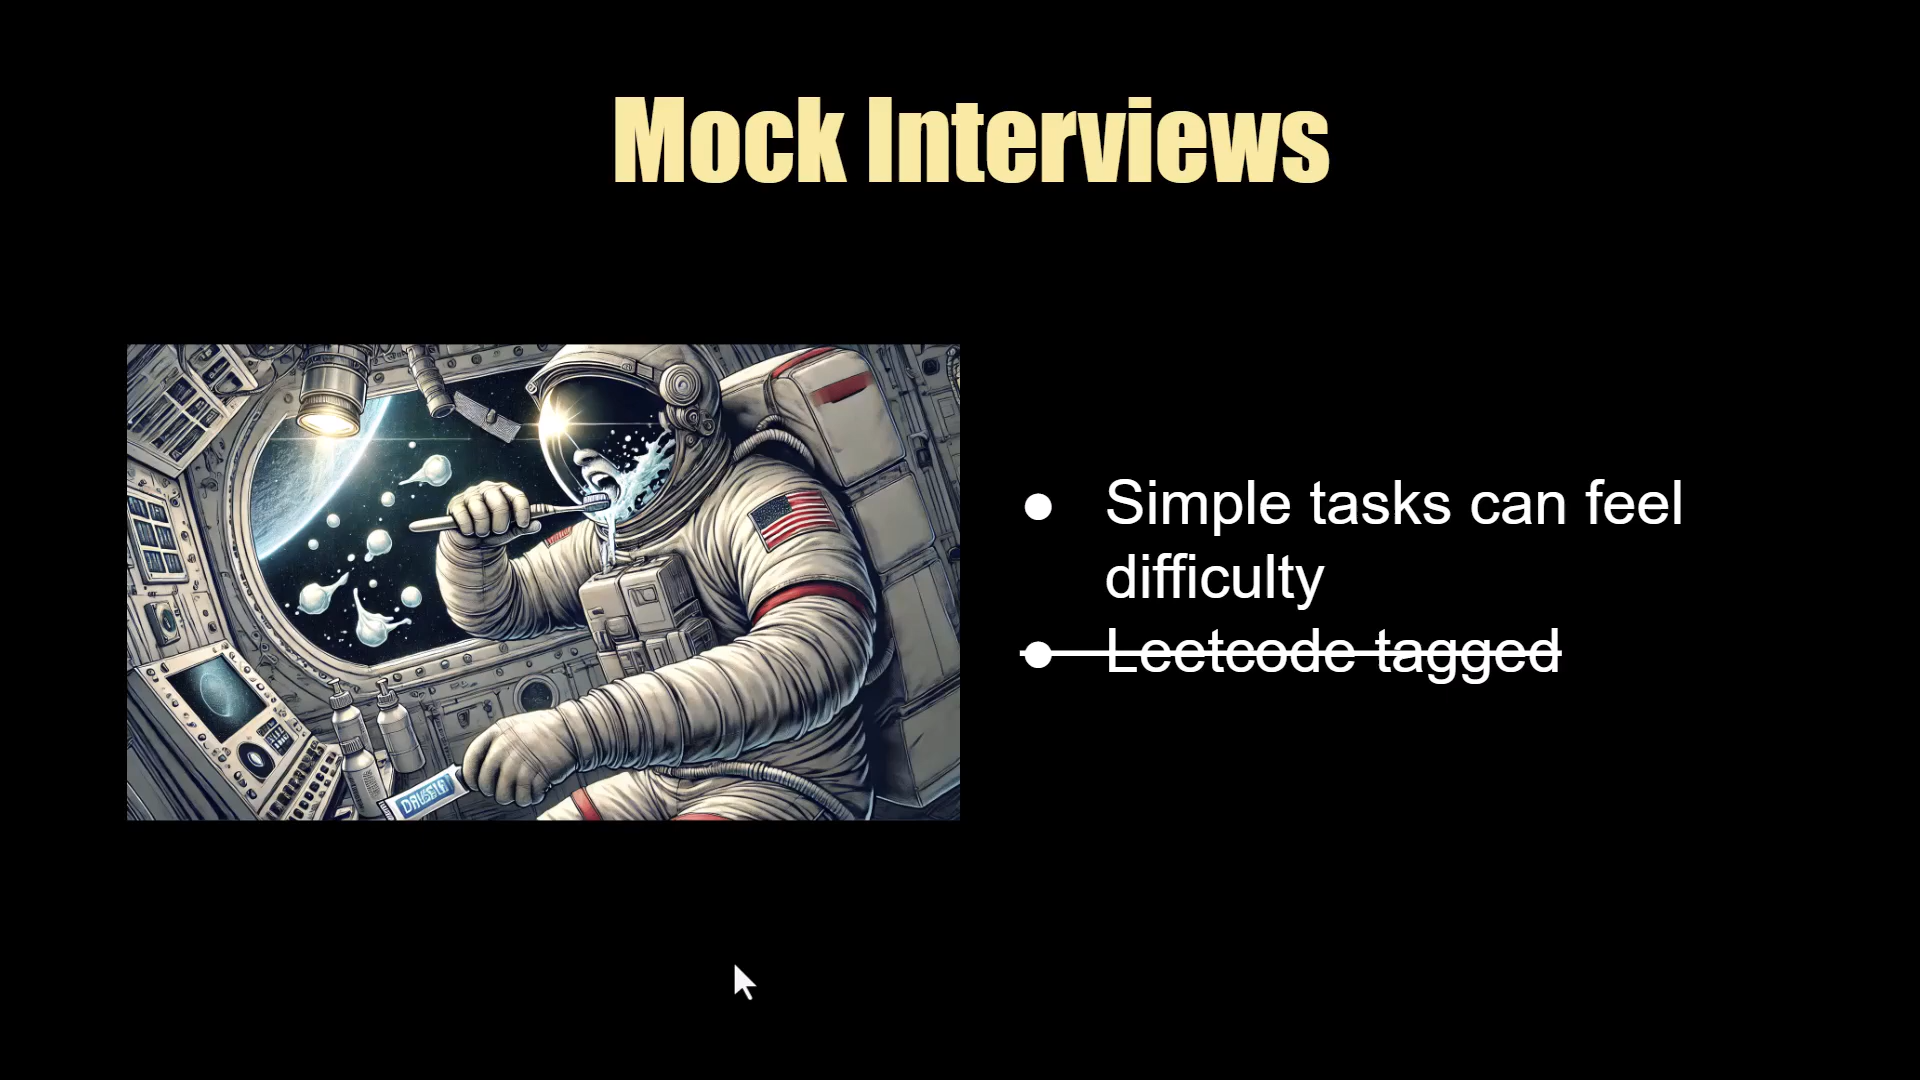 Mock Interviews
● Simple tasks can feel
difficulty
● Leetcode tagged